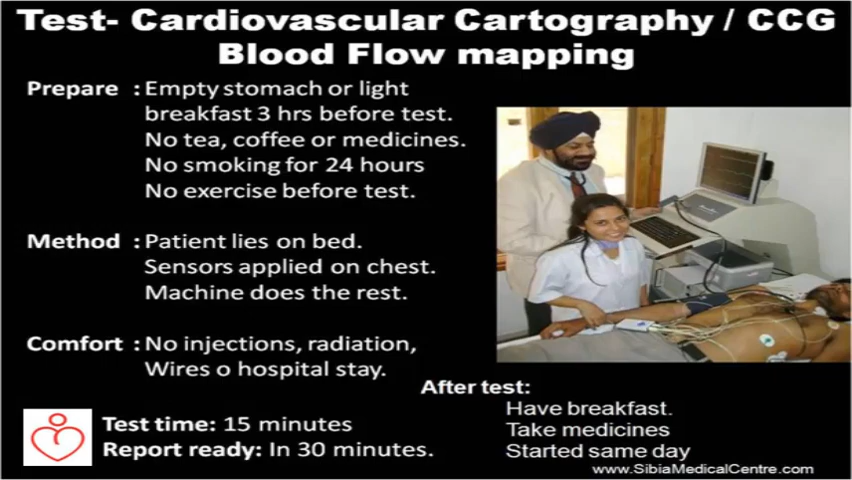 Test- Cardiovascular Cartography / CCG
Blood Flow mapping
Prepare : Empty stomach or light
breakfast 3 hrs before test.
No tea, coffee or medicines.
No smoking for 24 hours
No exercise before test.
Method : Patient lies on bed.
Sensors applied on chest.
Machine does the rest.
Comfort : No injections, radiation,
Wires o hospital stay.
After test:
Have breakfast.
Take medicines
Started same day
Test time: 15 minutes
Report ready: In 30 minutes.
www.SibiaMedicalCentre.com